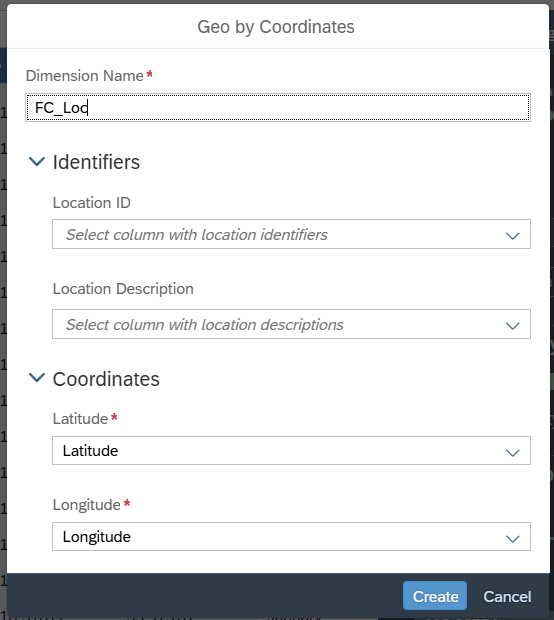 Geo by Coordinates
Dimension Name*
FC_Loc
Identifiers
Location ID
Select column with location identifiers
Location Description
Select column with location descriptions
Coordinates
Latitude*
Latitude
Longitude*
Longitude
Create Cancel